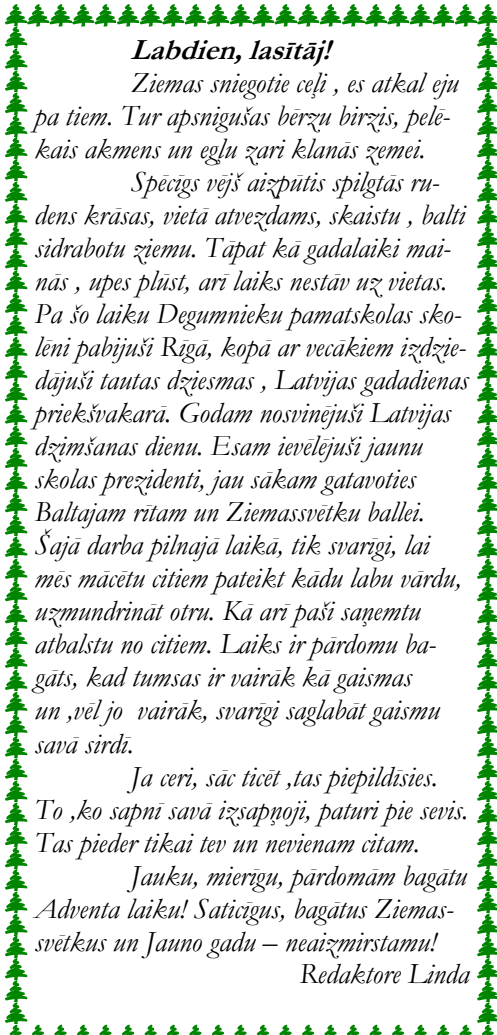 Labdien, lasītāj!
Ziemas sniegotie ceļi , es atkal eju
pa tiem. Tur apsnigušas bērzu birzis, pelē-
kais akmens un egļu zari klanās zemei.
Spēcīgs vējš aizpūtis spilgtās ru-
dens krāsas, vietā atvezdams, skaistu , balti
sidrabotu ziemu. Tāpat kā gadalaiki mai-
nās , upes plūst, arī laiks nestāv uz vietas.
Pa šo laiku Degumnieku pamatskolas sko-
lēni pabijuši Rīgā, kopā ar vecākiem izdzie-
dājuši tautas dziesmas , Latvijas gadadienas
priekšvakarā. Godam nosvinējuši Latvijas
dzimšanas dienu. Esam ievēlējuši jaunu
skolas prezidenti, jau sākam gatavoties
Baltajam rītam un Ziemassvētku ballei.
Šajā darba pilnajā laikā, tik svarīgi, lai
mēs mācētu citiem pateikt kādu labu vārdu,
uzmundrināt otru. Kā arī paši saņemtu
atbalstu no citiem. Laiks ir pārdomu ba-
gāts, kad tumsas ir vairāk kā gaismas
un ,vēl jo  vairāk, svarīgi saglabāt gaismu
savā sirdī.
Ja ceri, sāc ticēt ,tas piepildīsies.
To ,ko sapnī savā izsapņoji, paturi pie sevis.
Tas pieder tikai tev un nevienam citam.
Jauku, mierīgu, pārdomām bagātu
Adventa laiku! Saticīgus, bagātus Ziemas-
svētkus un Jauno gadu – neaizmirstamu!
Redaktore Linda